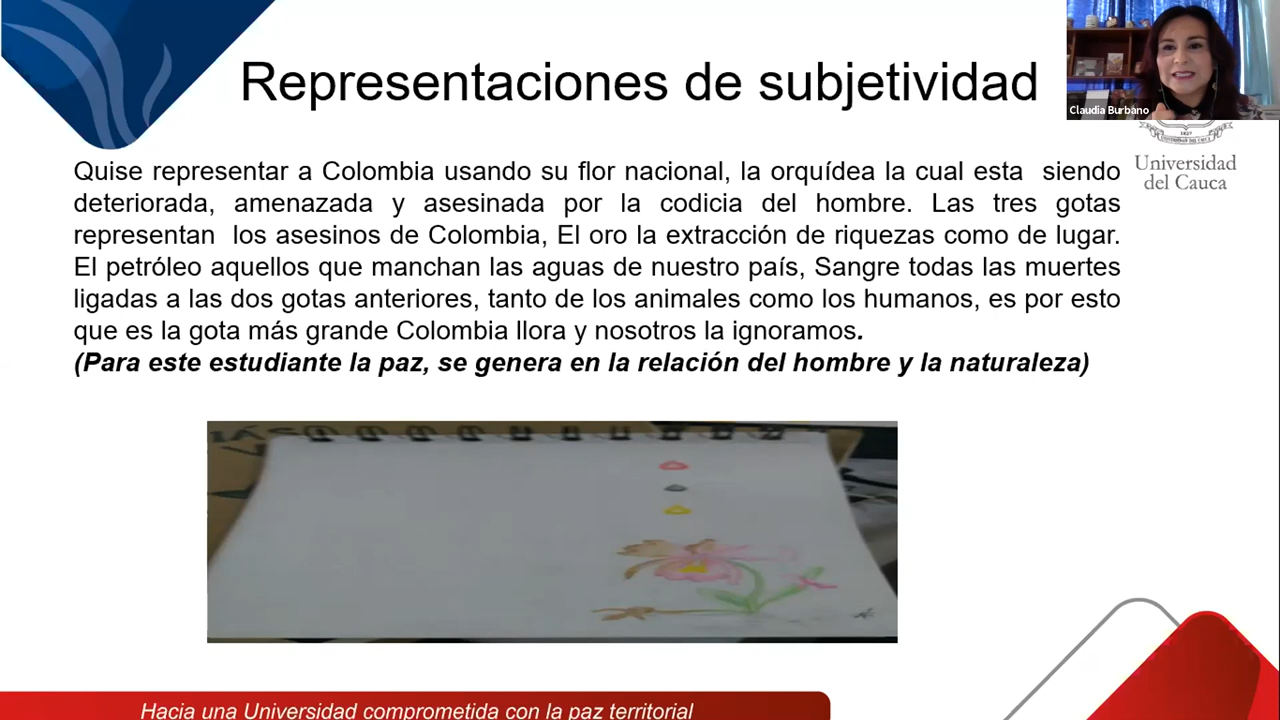 Representaciones de subjetividad
Claudia Burbano
1827
Universidad
del Cauca
Quise representar a Colombia usando su flor nacional, la orquídea la cual esta siendo
deteriorada, amenazada y asesinada por la codicia del hombre. Las tres gotas
representan los asesinos de Colombia, El oro la extracción de riquezas como de lugar.
El petróleo aquellos que manchan las aguas de nuestro país, Sangre todas las muertes
ligadas a las dos gotas anteriores, tanto de los animales como los humanos, es por esto
que es la gota más grande Colombia llora y nosotros la ignoramos.
(Para este estudiante la paz, se genera en la relación del hombre y la naturaleza)
Hacia una Universidad comprometida con la paz territorial